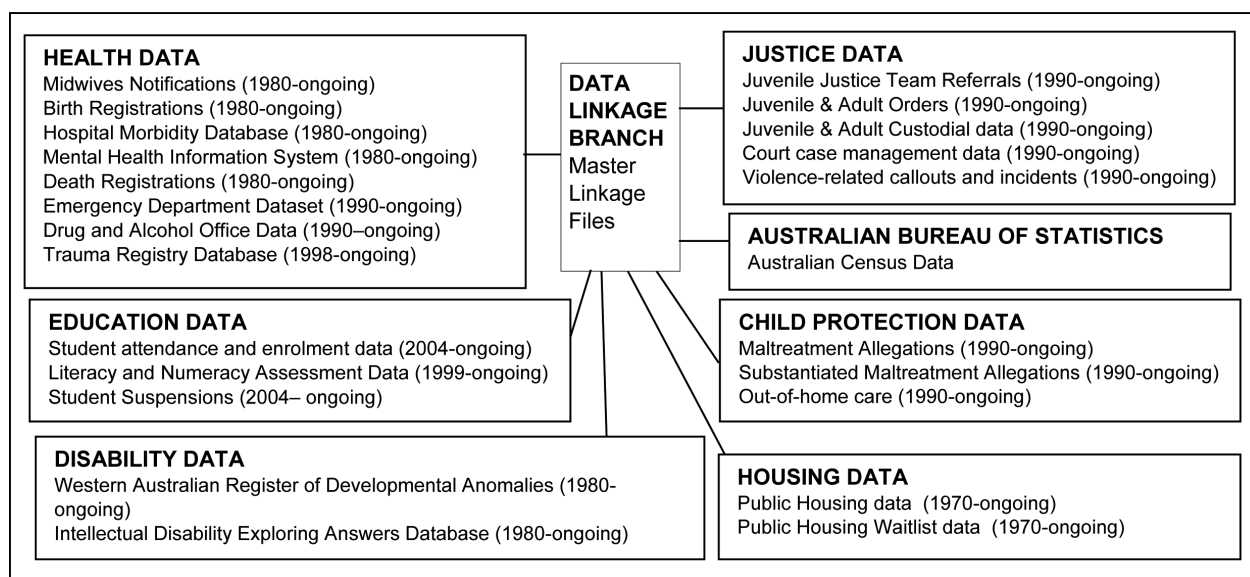 HEALTH DATA
Midwives Notifications (1980-ongoing)
Birth Registrations (1980-ongoing)
Hospital Morbidity Database (1980-ongoing)
Mental Health Information System (1980-ongoing)
Death Registrations (1980-ongoing)
Emergency Department Dataset (1990-ongoing)
Drug and Alcohol Office Data (1990–ongoing)
Trauma Registry Database (1998-ongoing)
DATA
LINKAGE
BRANCH
Master
Linkage
Files
JUSTICE DATA
Juvenile Justice Team Referrals (1990-ongoing)
Juvenile & Adult Orders (1990-ongoing)
Juvenile & Adult Custodial data (1990-ongoing)
Court case management data (1990-ongoing)
Violence-related callouts and incidents (1990-ongoing)
AUSTRALIAN BUREAU OF STATISTICS
Australian Census Data
EDUCATION DATA
Student attendance and enrolment data (2004-ongoing)
Literacy and Numeracy Assessment Data (1999-ongoing)
Student Suspensions (2004– ongoing)
CHILD PROTECTION DATA
Maltreatment Allegations (1990-ongoing)
Substantiated Maltreatment Allegations (1990-ongoing)
Out-of-home care (1990-ongoing)
DISABILITY DATA
Western Australian Register of Developmental Anomalies (1980-
ongoing)
Intellectual Disability Exploring Answers Database (1980-ongoing)
HOUSING DATA
Public Housing data  (1970-ongoing)
Public Housing Waitlist data  (1970-ongoing)